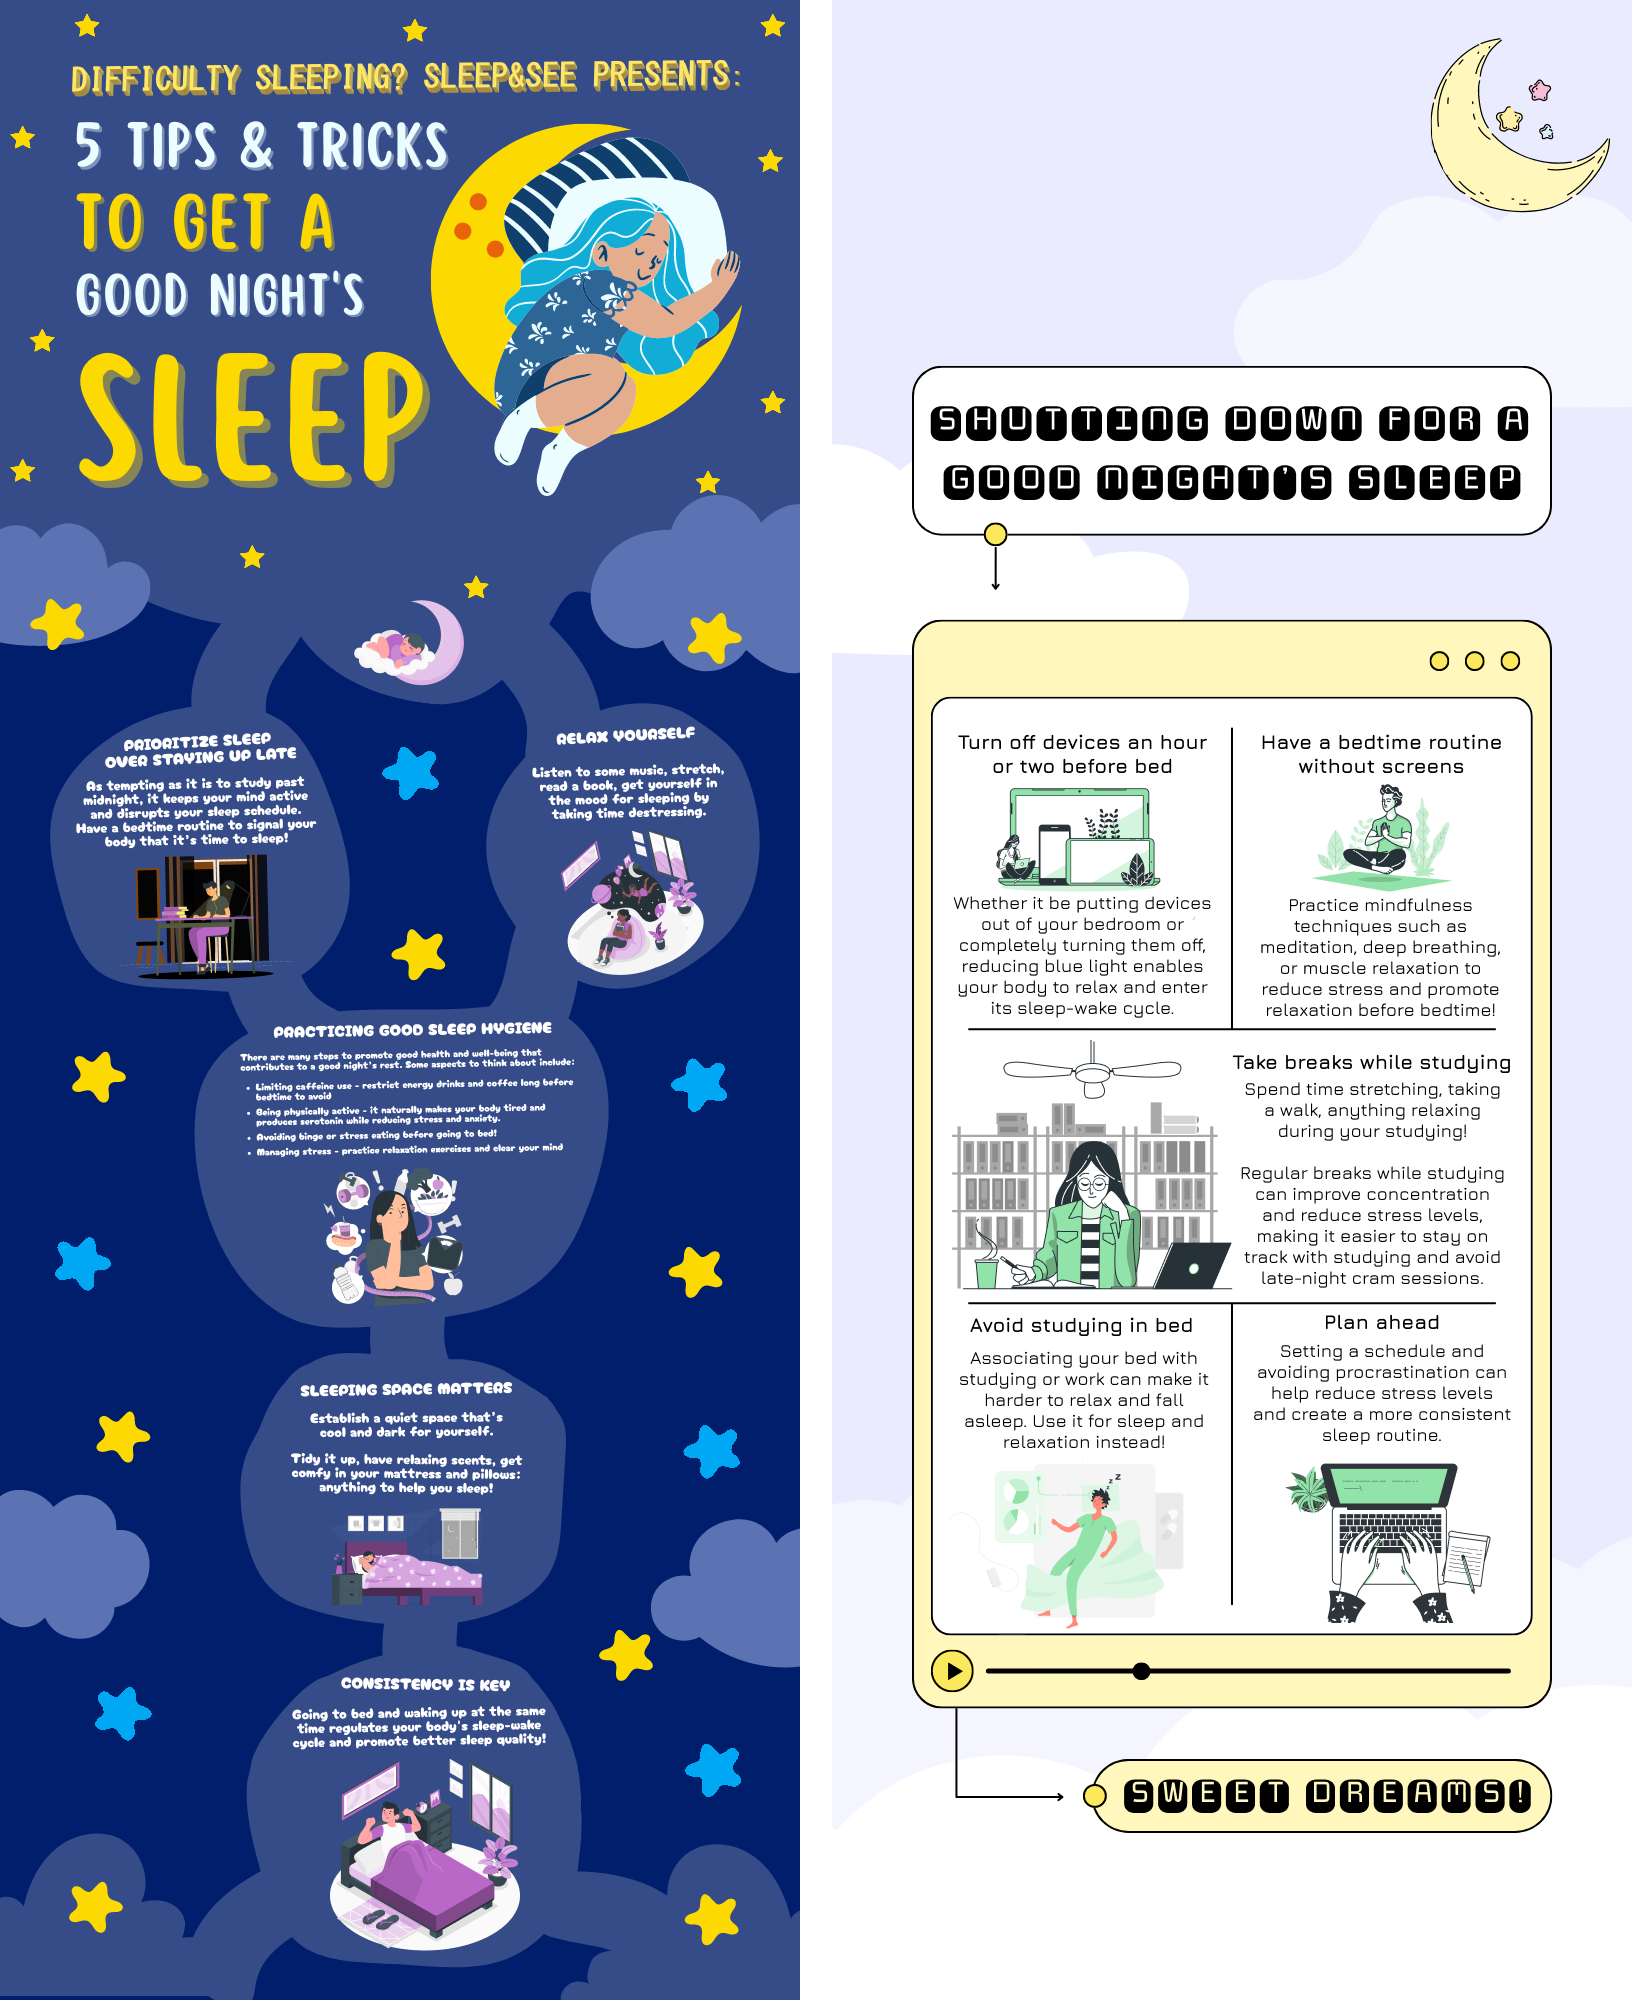 DIFFICULTY SLEEPING? SLEEP&SEE PRESENTS:
5 TIPS & TRICKS
TO GET A
GOOD NIGHT'S
SLEEP
PRIORITIZE SLEEP
OVER STAYING UP LATE
As tempting as it is to study past
midnight, it keeps your mind active
and disrupts your sleep schedule.
Have a bedtime routine to signal your
body that it's time to sleep!
RELAX YOURSELF
Listen to some music, stretch,
read a book, get yourself in
the mood for sleeping by
taking time destressing.
PRACTICING GOOD SLEEP HYGIENE
There are many steps to promote good health and well-being that
contributes to a good night's rest. Some aspects to think about include:
• Limiting caffeine use - restrict energy drinks and coffee long before
bedtime to avoid
• Being physically active - it naturally makes your body tired and
produces serotonin while reducing stress and anxiety.
• Avoiding binge or stress eating before going to bed!
• Managing stress - practice relaxation exercises and clear your mind
SLEEPING SPACE MATTERS
Establish a quiet space that's
cool and dark for yourself.
Tidy it up, have relaxing scents, get
comfy in your mattress and pillows:
anything to help you sleep!
CONSISTENCY IS KEY
Going to bed and waking up at the same
time regulates your body's sleep-wake
cycle and promote better sleep quality!
SHUTTING DOWN FOR A
GOOD NIGHT'S SLEEP
Turn off devices an hour
or two before bed
Whether it be putting devices
out of your bedroom or
completely turning them off,
reducing blue light enables
your body to relax and enter
its sleep-wake cycle.
Have a bedtime routine
without screens
Practice mindfulness
techniques such as
meditation, deep breathing,
or muscle relaxation to
reduce stress and promote
relaxation before bedtime!
Take breaks while studying
Spend time stretching, taking
a walk, anything relaxing
during your studying!
Regular breaks while studying
can improve concentration
and reduce stress levels,
making it easier to stay on
track with studying and avoid
late-night cram sessions.
Avoid studying in bed
Associating your bed with
studying or work can make it
harder to relax and fall
asleep. Use it for sleep and
relaxation instead!
z z Z
Plan ahead
Setting a schedule and
avoiding procrastination can
help reduce stress levels
and create a more consistent
sleep routine.
SWEET DREAMS!